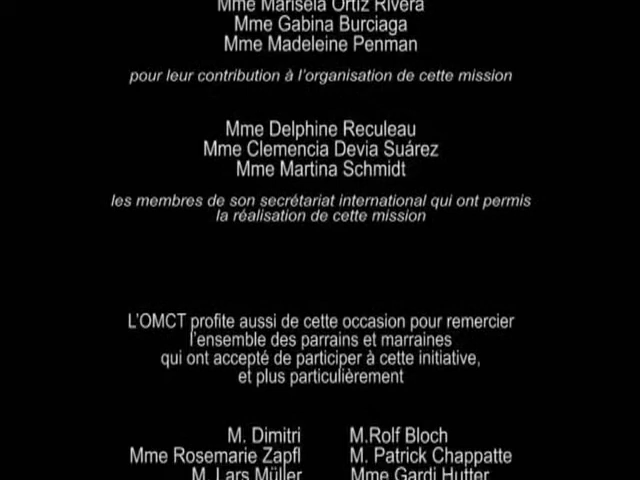 Mme Marisela Ortiz Rivera
Mme Gabina Burciaga
Mme Madeleine Penman
pour leur contribution à l'organisation de cette mission
Mme Delphine Reculeau
Mme Clemencia Devia Suárez
Mme Martina Schmidt
les membres de son secrétariat international qui ont permis
la réalisation de cette mission
L'OMCT profite aussi de cette occasion pour remercier
l'ensemble des parrains et marraines
qui ont accepté de participer à cette initiative,
et plus particulièrement
M. Dimitri M.Rolf Bloch
Mme Rosemarie Zapfl M. Patrick Chappatte
M. Lars Müller Mme Gardi Hutter